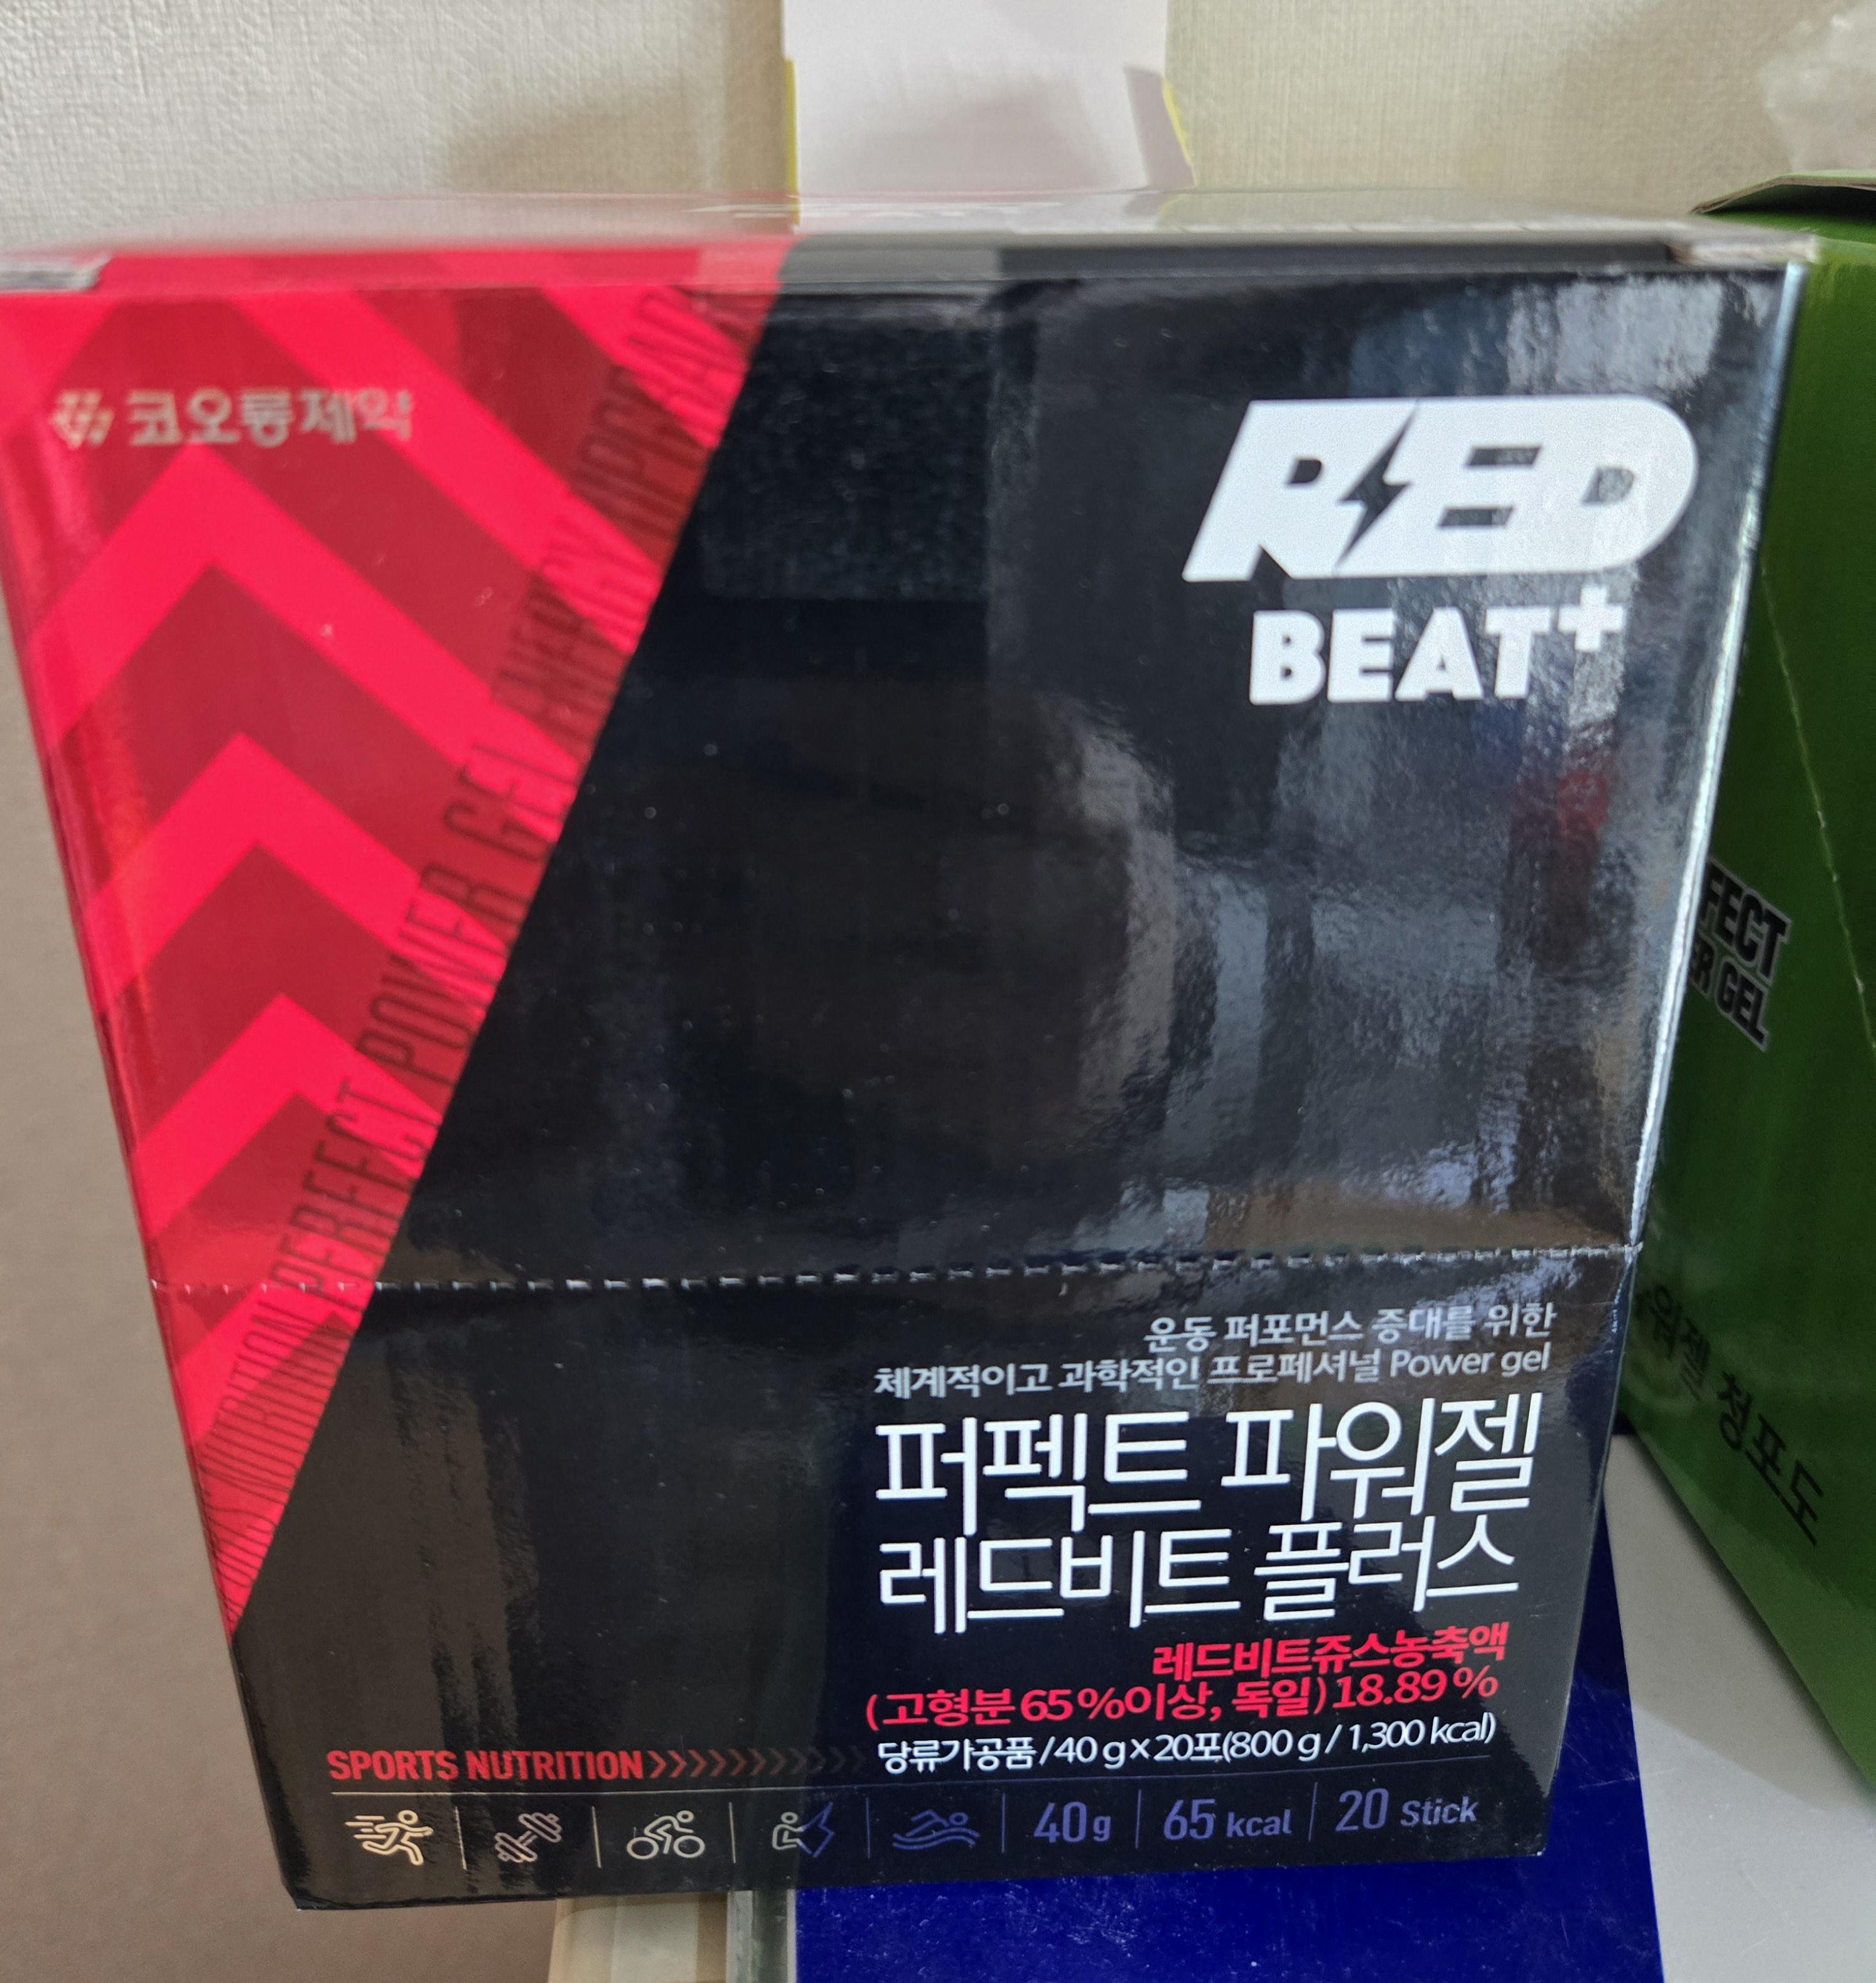 코오롱제약
RED
BEAT+
SPORTS NUTRITION PERFECT POWER GEL ENERGY UPGRADE
운동 퍼포먼스 증대를 위한
체계적이고 과학적인 프로페셔널 Power gel
퍼펙트 파워젤
레드비트 플러스
레드비트쥬스농축액
(고형분 65%이상, 독일) 18.89%
당류가공품 / 40 g x 20포(800 g / 1,300 kcal)
SPORTS NUTRITION
40g
65 kcal
20 Stick
FECT
ER GEL
워젤 청포도